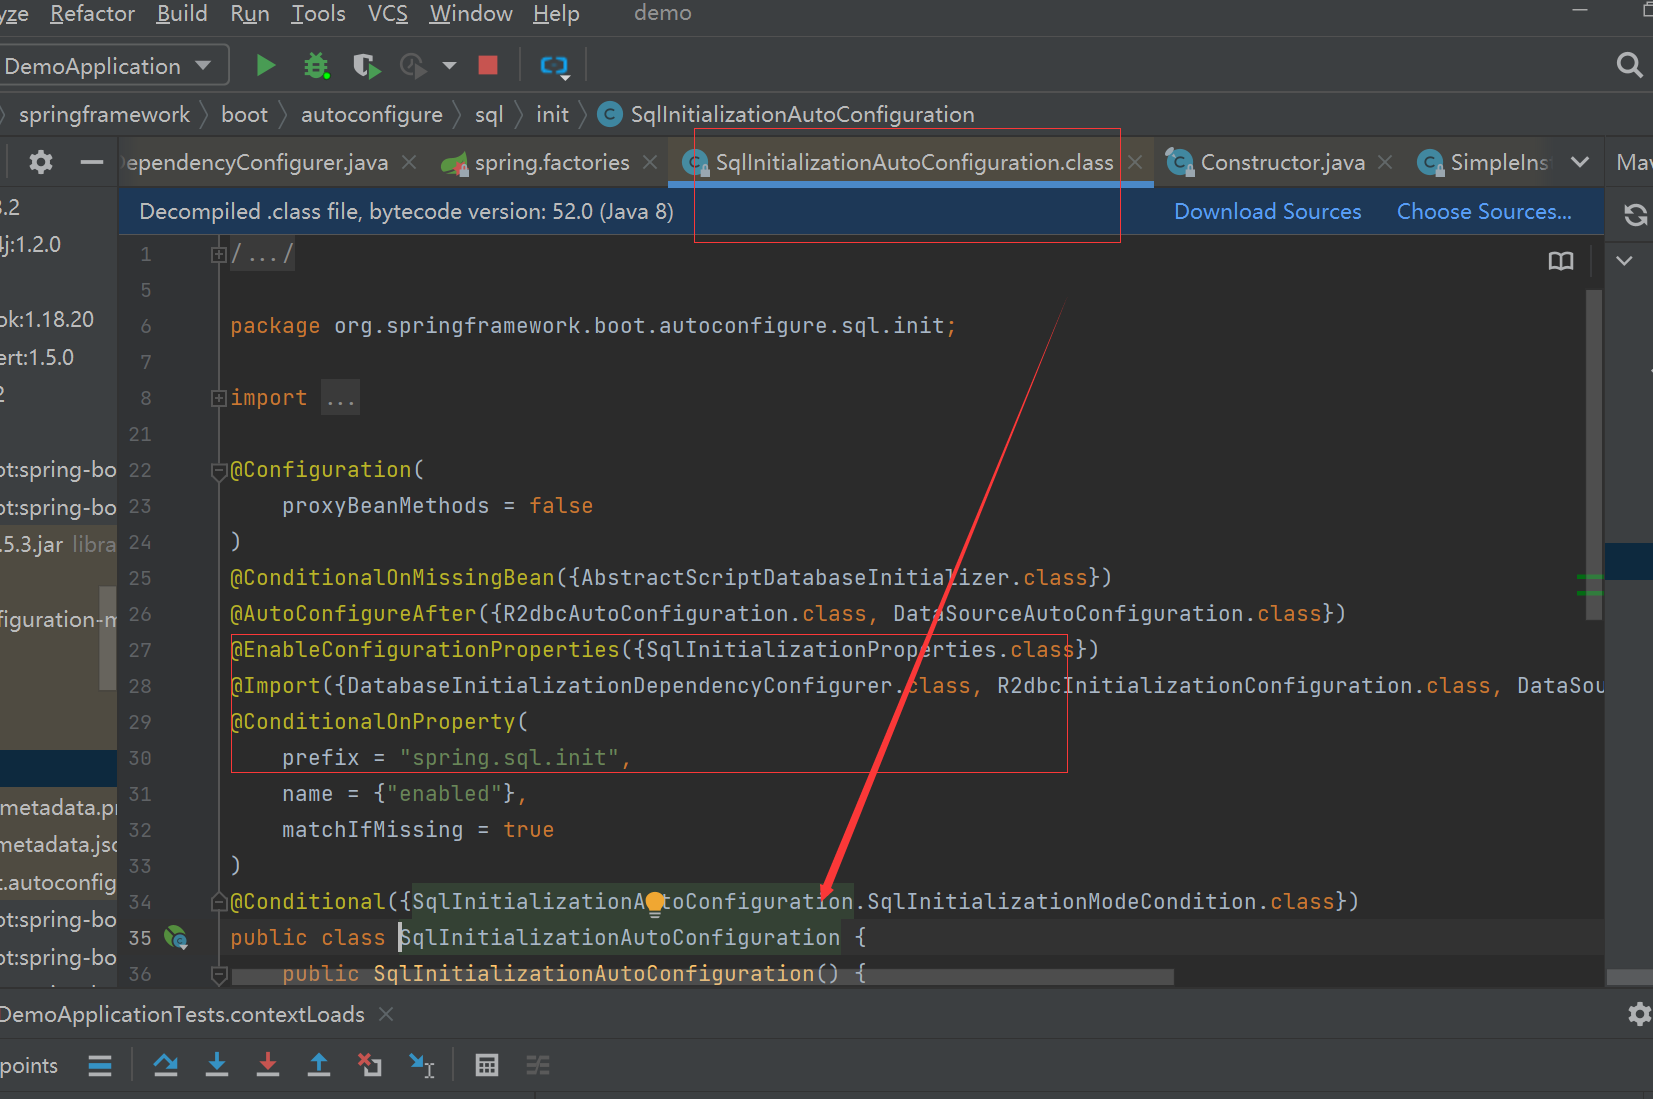 yze Refactor Build Run Tools VCS Window Help demo
DemoApplication
springframework boot autoconfigure sql init SqlInitializationAutoConfiguration
ependencyConfigurer.java spring.factories SqlInitializationAutoConfiguration.class Constructor.java SimpleIns Mav
Decompiled .class file, bytecode version: 52.0 (Java 8) Download Sources Choose Sources...
.2
j:1.2.0
ok:1.18.20
ert:1.5.0
2
ot:spring-bo
ot:spring-bo
.5.3.jar libra
figuration-m
metadata.pr
metadata.jsc
t.autoconfig
ot:spring-bo
ot:spring-bo
1 /.../
5
6 package org.springframework.boot.autoconfigure.sql.init;
7
8 import ...
21
22 @Configuration(
23 proxyBeanMethods = false
24 )
25 @ConditionalOnMissingBean({AbstractScriptDatabaseInitializer.class})
26 @AutoConfigureAfter({R2dbcAutoConfiguration.class, DataSourceAutoConfiguration.class})
27 @EnableConfigurationProperties({SqlInitializationProperties.class})
28 @Import({DatabaseInitializationDependencyConfigurer.class, R2dbcInitializationConfiguration.class, DataSou
29 @ConditionalOnProperty(
30 prefix = "spring.sql.init",
31 name = {"enabled"},
32 matchIfMissing = true
33 )
34 @Conditional({SqlInitializationAutoConfiguration.SqlInitializationModeCondition.class})
35 public class SqlInitializationAutoConfiguration {
36 public SqlInitializationAutoConfiguration() {
DemoApplicationTests.contextLoads
points